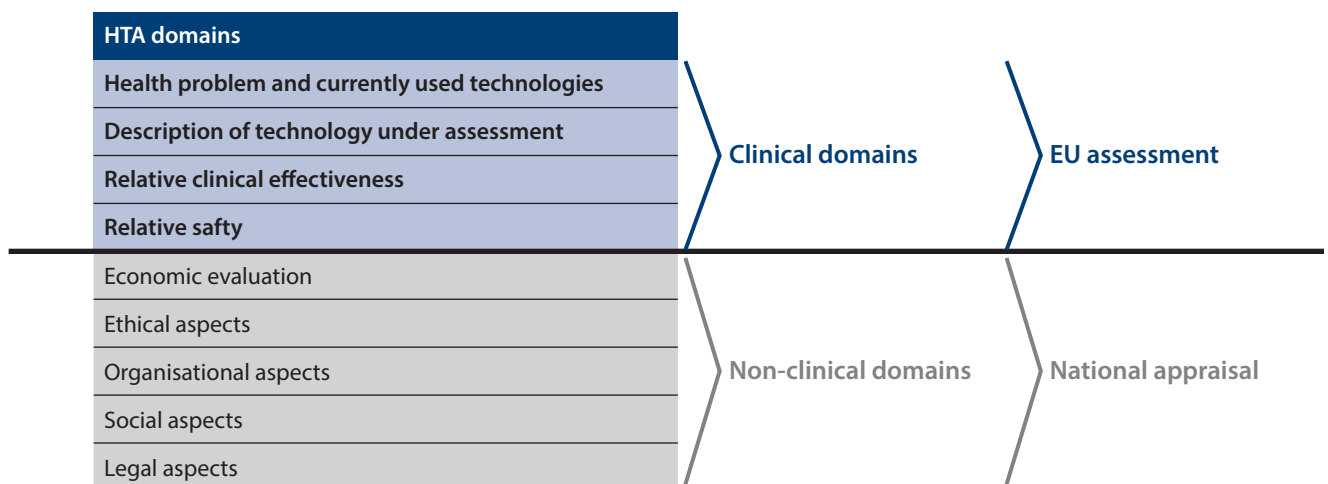 HTA domains
Health problem and currently used technologies
Description of technology under assessment
Relative clinical effectiveness
Relative safty
Clinical domains
EU assessment
Economic evaluation
Ethical aspects
Organisational aspects
Social aspects
Legal aspects
Non-clinical domains
National appraisal